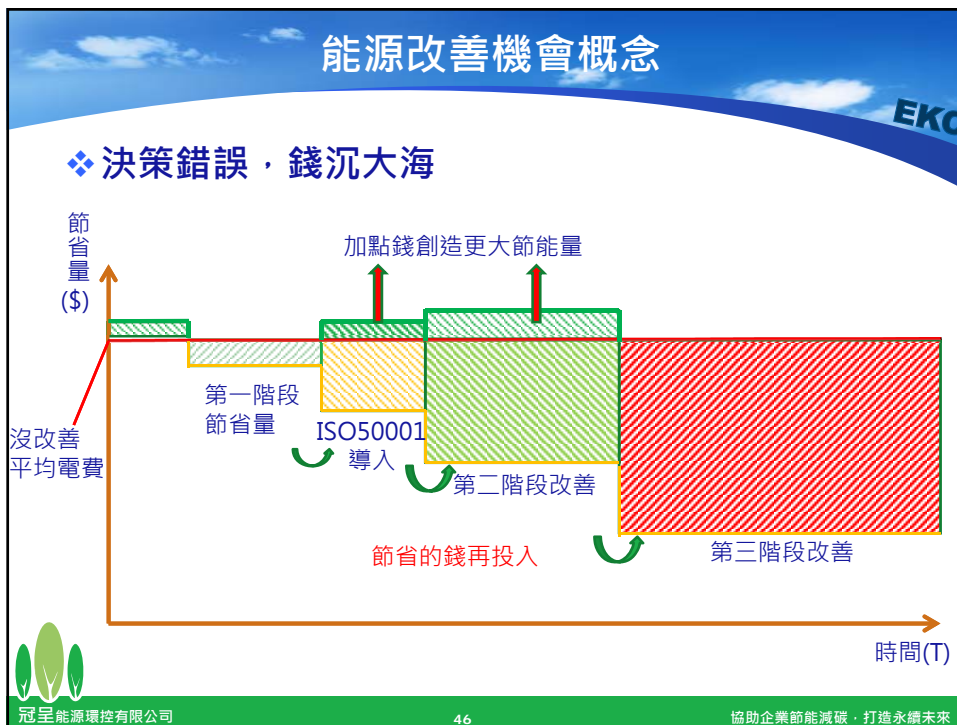 能源改善機會概念
EKO
決策錯誤，錢沉大海
節
省
量
($)
加點錢創造更大節能量
第一階段
節省量
ISO50001
導入
沒改善
平均電費
第二階段改善
節省的錢再投入
第三階段改善
時間(T)
冠呈能源環控有限公司
46
協助企業節能減碳．打造永續未來